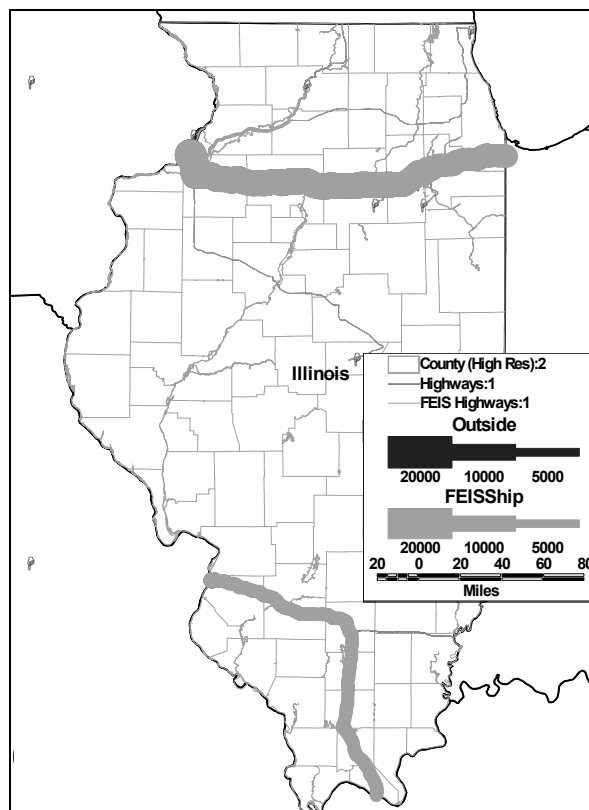 Illinois
County (High Res):2
Highways:1
FEIS Highways:1
Outside
20000 10000 5000
FEISShip
20000 10000 5000
20 0 20 40 60 80
Miles